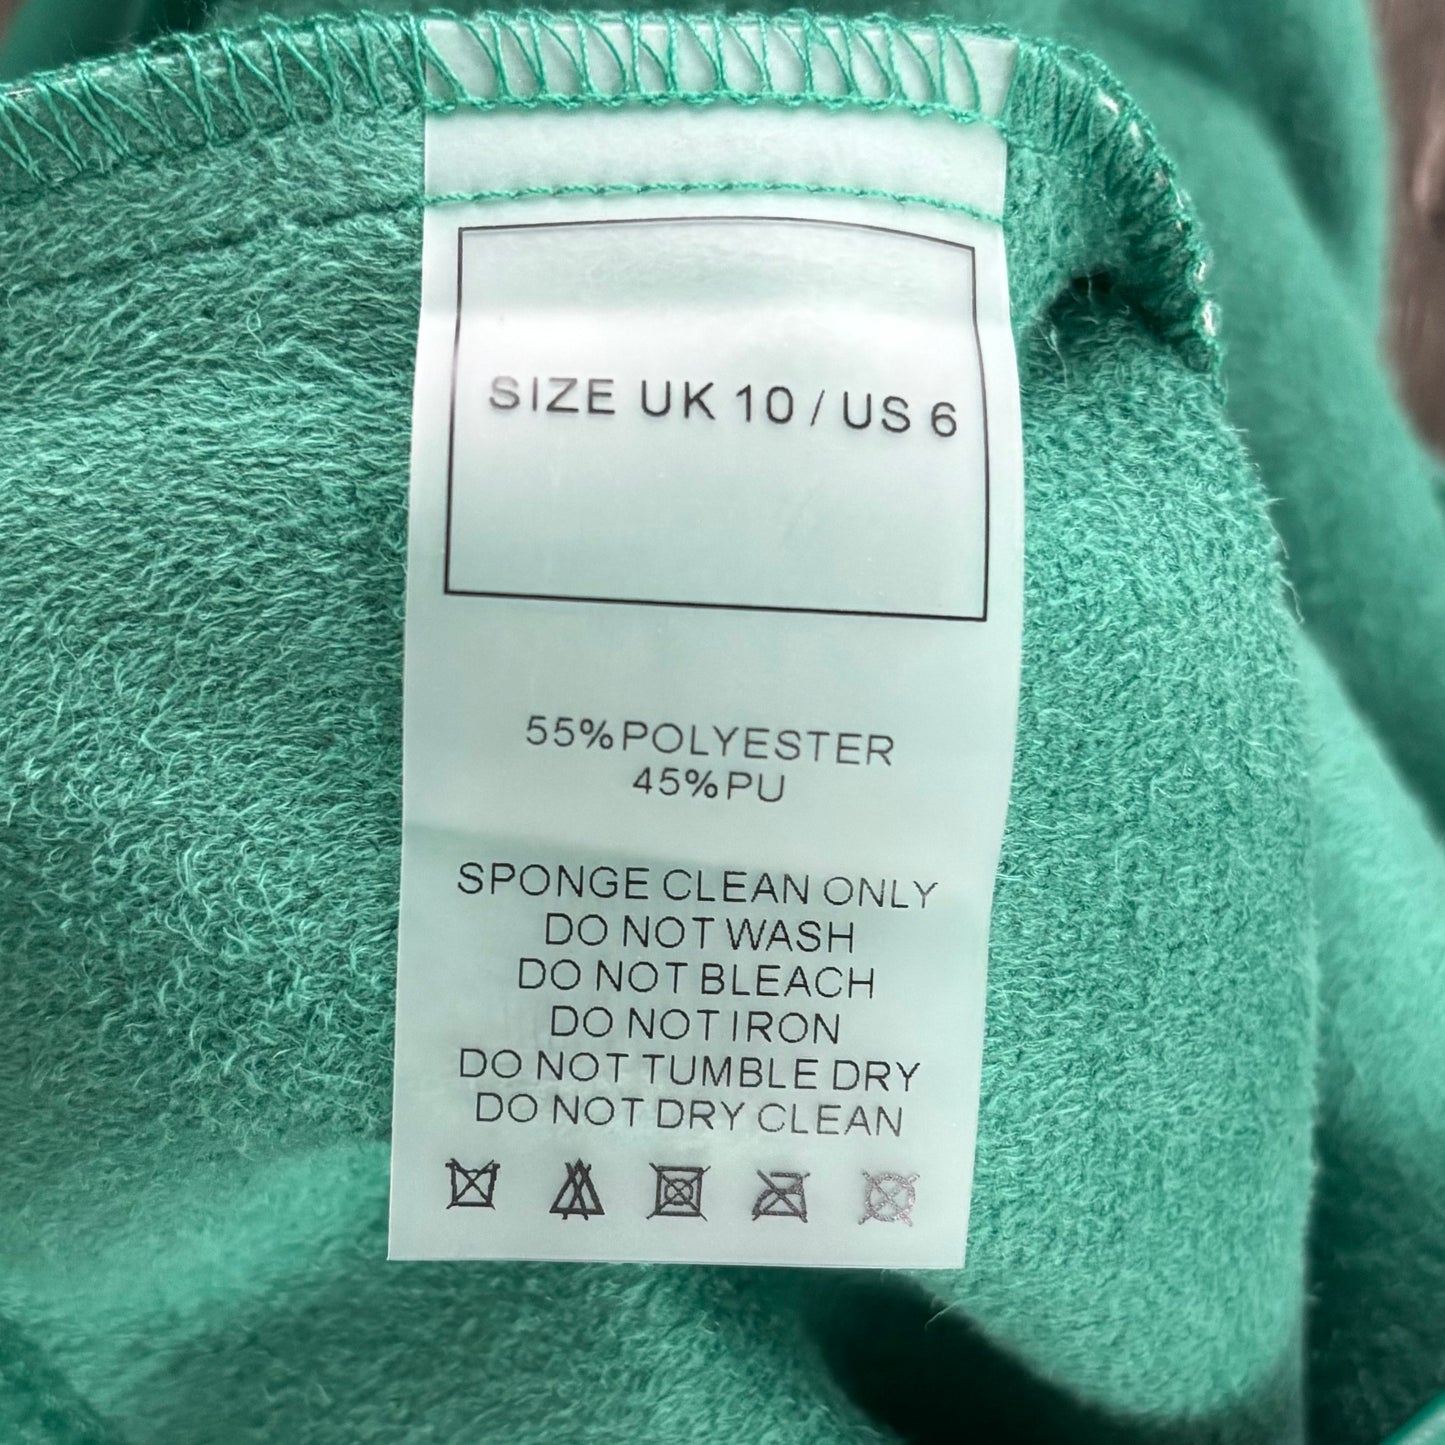 SIZE UK 10 / US 6
55%POLYESTER
45%PU
SPONGE CLEAN ONLY
DO NOT WASH
DO NOT BLEACH
DO NOT IRON
DO NOT TUMBLE DRY
DO NOT DRY CLEAN